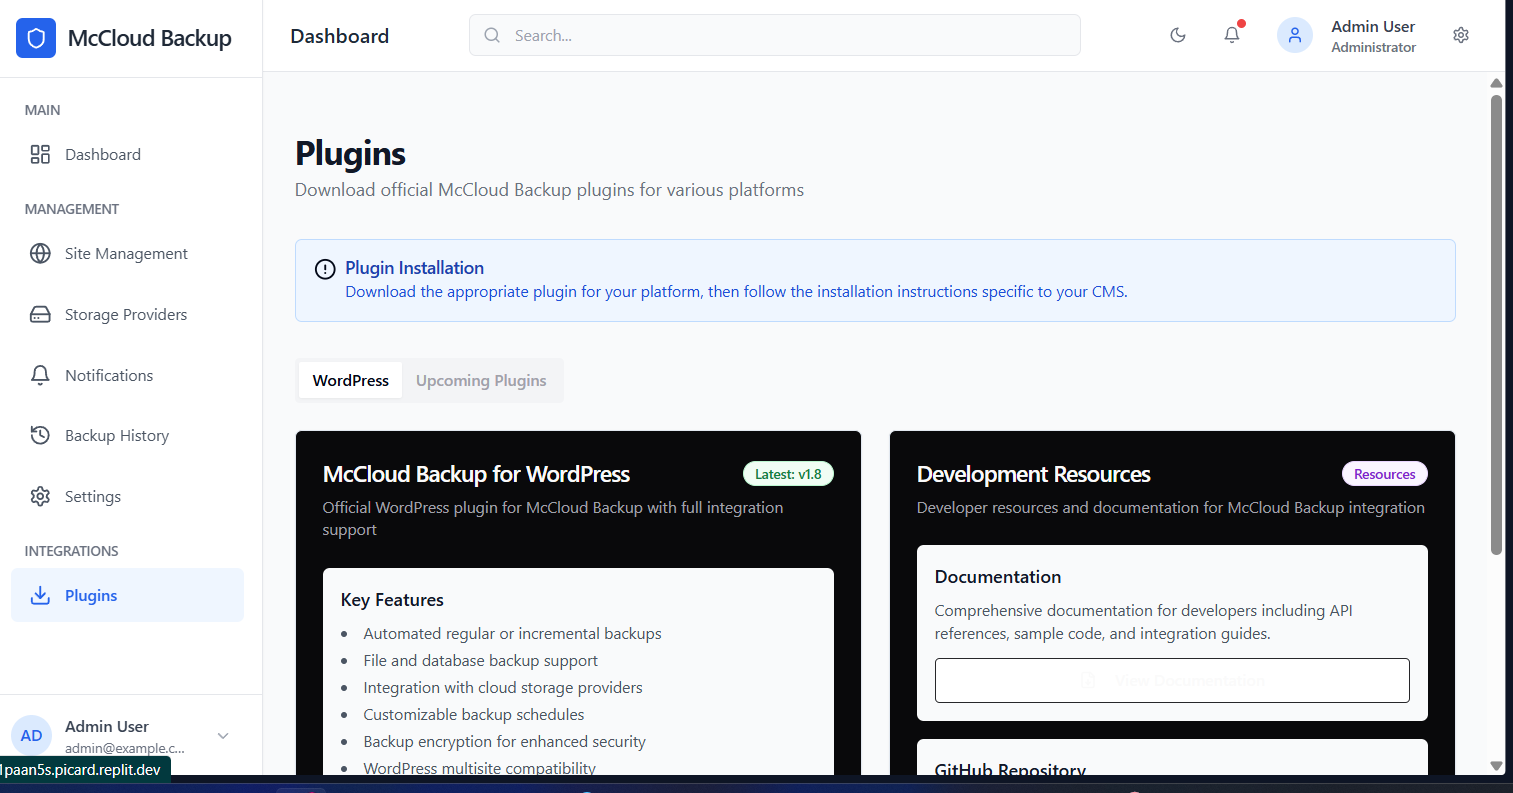 McCloud Backup
Dashboard
Search...
Admin User
Administrator
MAIN
Dashboard
MANAGEMENT
Site Management
Storage Providers
Notifications
Backup History
Settings
INTEGRATIONS
Plugins
AD
Admin User
admin@example.c...
1paan5s.picard.replit.dev
Plugins
Download official McCloud Backup plugins for various platforms
Plugin Installation
Download the appropriate plugin for your platform, then follow the installation instructions specific to your CMS.
WordPress
Upcoming Plugins
McCloud Backup for WordPress
Latest: v1.8
Official WordPress plugin for McCloud Backup with full integration
support
Key Features
Automated regular or incremental backups
File and database backup support
Integration with cloud storage providers
Customizable backup schedules
Backup encryption for enhanced security
WordPress multisite compatibility
Development Resources
Resources
Developer resources and documentation for McCloud Backup integration
Documentation
Comprehensive documentation for developers including API
references, sample code, and integration guides.
View Documentation
GitHub Repository